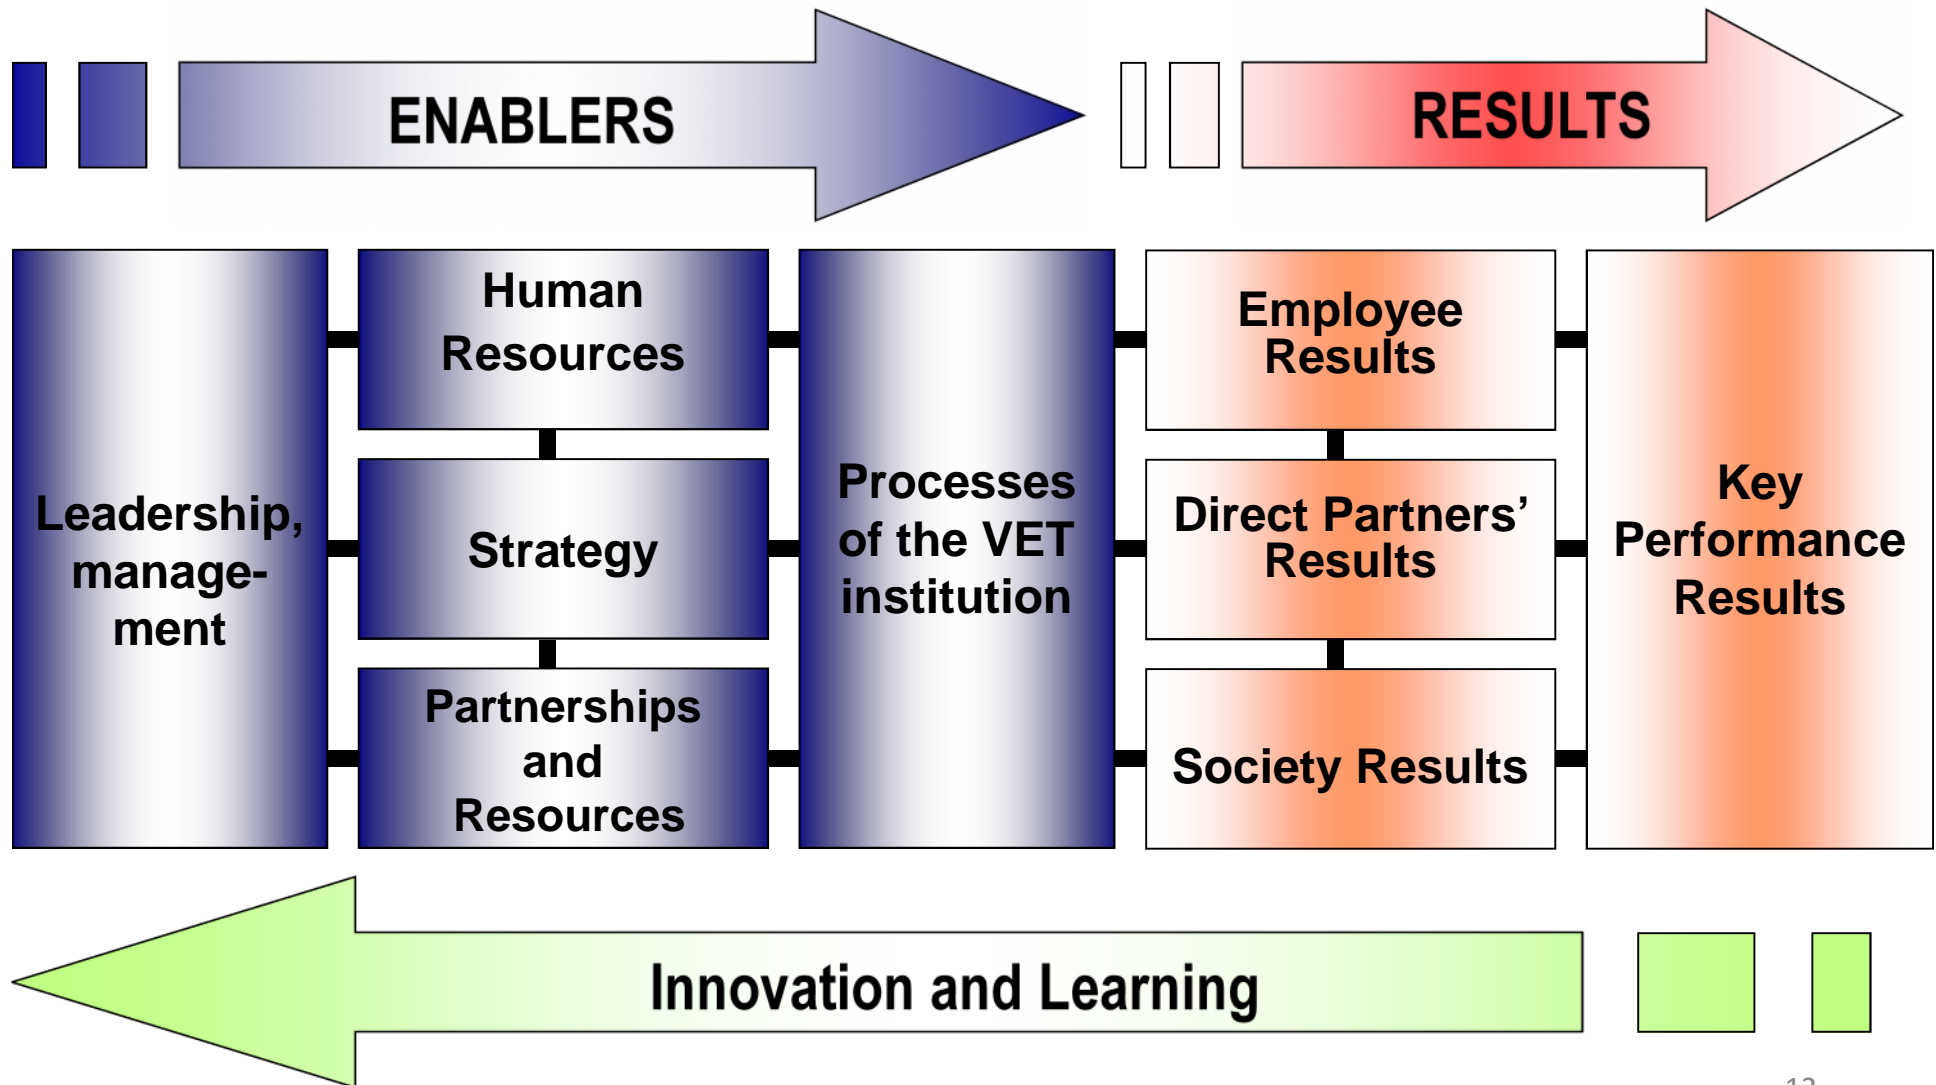 ENABLERS
RESULTS
Leadership,
manage-
ment
Human
Resources
Strategy
Partnerships
and
Resources
Processes
of the VET
institution
Employee
Results
Direct Partners’
Results
Society Results
Key
Performance
Results
Innovation and Learning